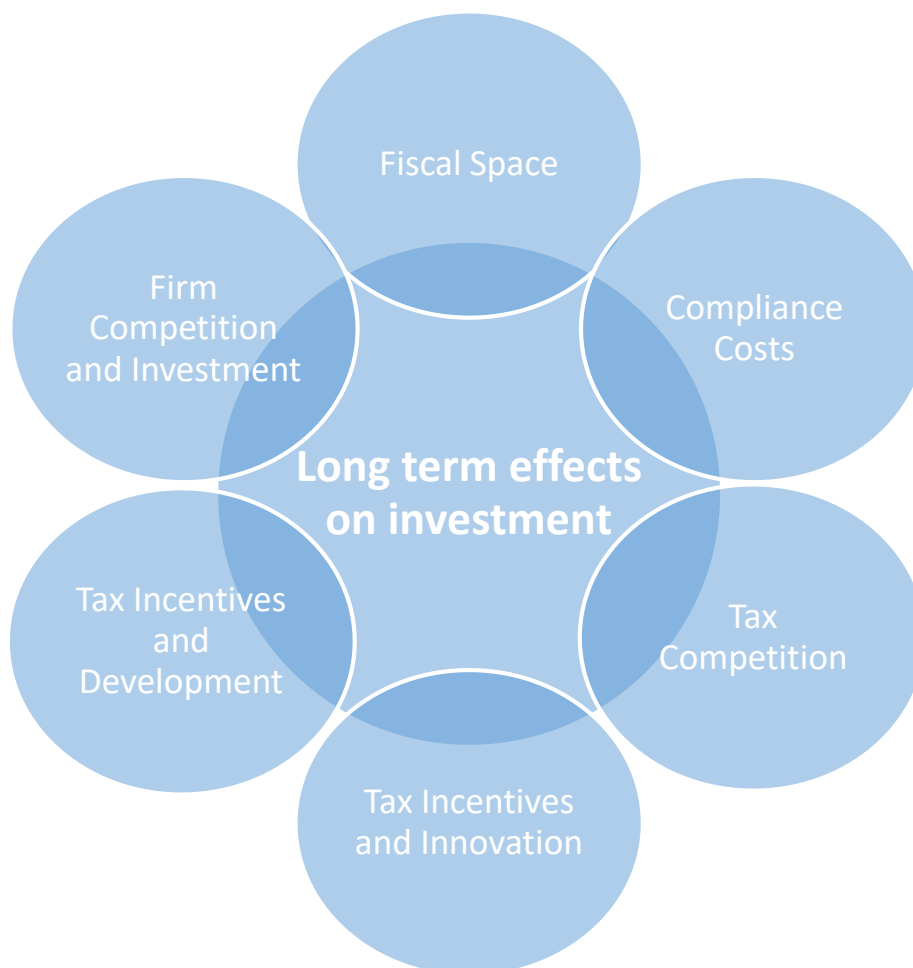 Fiscal Space
Firm
Competition
and Investment
Compliance
Costs
Long term effects
on investment
Tax Incentives
and
Development
Tax
Competition
Tax Incentives
and Innovation